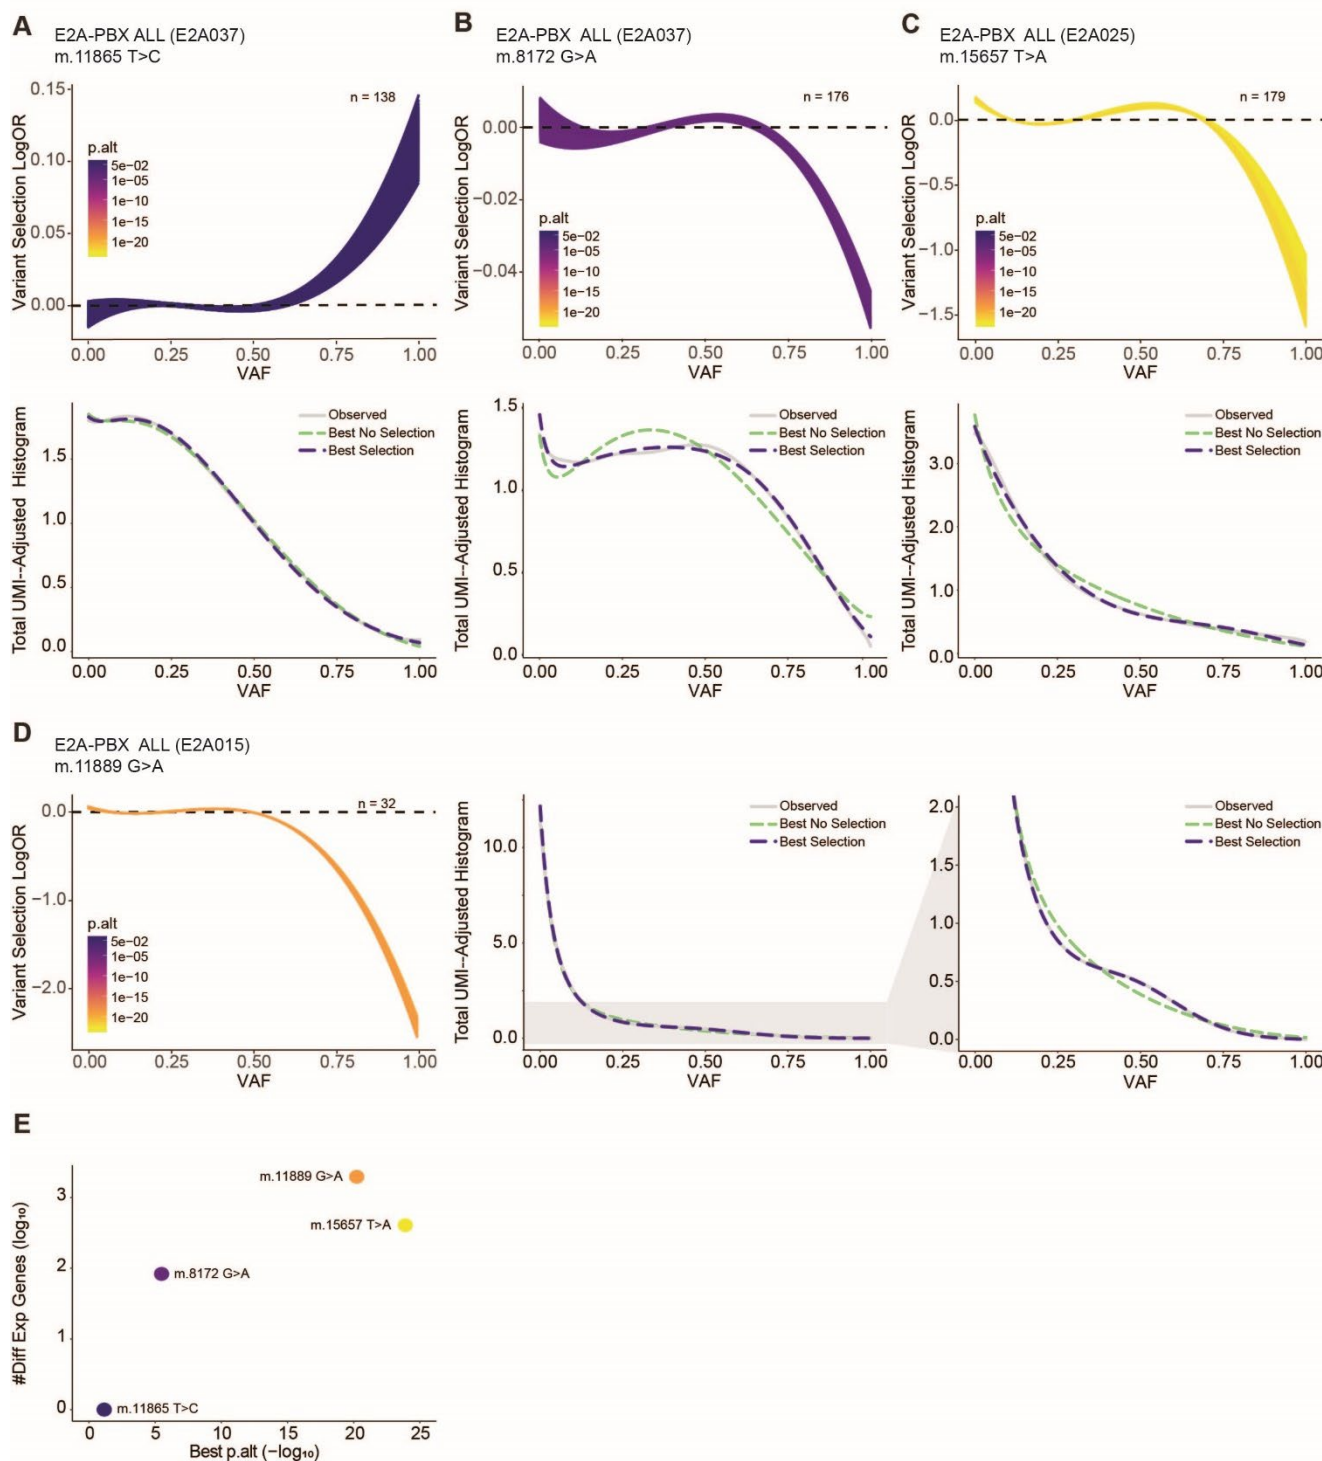 A
E2A-PBX ALL (E2A037)
m.11865 T>C
n = 138
p.alt
5e−02
1e−05
1e−10
1e−15
1e−20
0.15
0.10
0.05
0.00
Variant Selection LogOR
0.00 0.25 0.50 0.75 1.00
VAF
Observed
Best No Selection
Best Selection
1.5
1.0
0.5
0.0
Total UMI--Adjusted Histogram
0.00 0.25 0.50 0.75 1.00
VAF
B
E2A-PBX ALL (E2A037)
m.8172 G>A
n = 176
p.alt
5e−02
1e−05
1e−10
1e−15
1e−20
0.00
−0.02
−0.04
Variant Selection LogOR
0.00 0.25 0.50 0.75 1.00
VAF
Observed
Best No Selection
Best Selection
1.5
1.0
0.5
0.0
Total UMI--Adjusted Histogram
0.00 0.25 0.50 0.75 1.00
VAF
C
E2A-PBX ALL (E2A025)
m.15657 T>A
n = 179
p.alt
5e−02
1e−05
1e−10
1e−15
1e−20
0.0
−0.5
−1.0
−1.5
Variant Selection LogOR
0.00 0.25 0.50 0.75 1.00
VAF
Observed
Best No Selection
Best Selection
3.0
2.0
1.0
0.0
Total UMI--Adjusted Histogram
0.00 0.25 0.50 0.75 1.00
VAF
D
E2A-PBX ALL (E2A015)
m.11889 G>A
n = 32
p.alt
5e−02
1e−05
1e−10
1e−15
1e−20
0.0
−1.0
−2.0
Variant Selection LogOR
0.00 0.25 0.50 0.75 1.00
VAF
Observed
Best No Selection
Best Selection
10.0
5.0
0.0
Total UMI--Adjusted Histogram
0.00 0.25 0.50 0.75 1.00
VAF
Observed
Best No Selection
Best Selection
2.0
1.5
1.0
0.5
0.0
0.00 0.25 0.50 0.75 1.00
VAF
E
m.11889 G>A
m.15657 T>A
m.8172 G>A
m.11865 T>C
3
2
1
0
#Diff Exp Genes (log₁₀)
0 5 10 15 20 25
Best p.alt (−log₁₀)